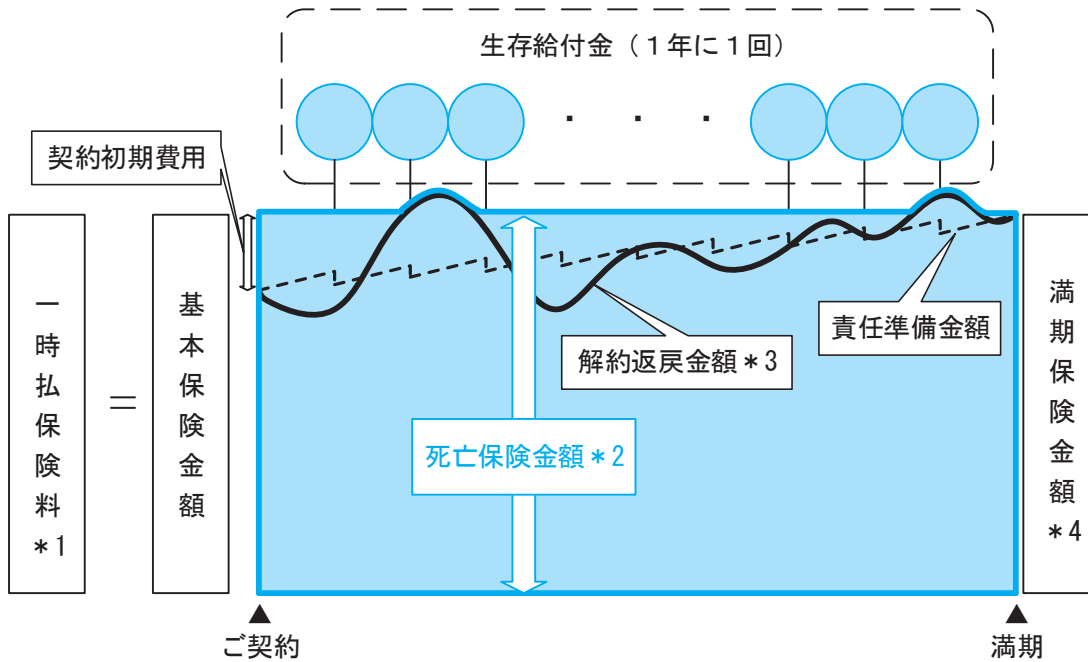 生存給付金（１年に１回）
・ ・ ・
契約初期費用
一時払保険料＊1
＝
基本保険金額
死亡保険金額＊2
解約返戻金額＊3
責任準備金額
満期保険金額＊4
▲
ご契約
▲
満期